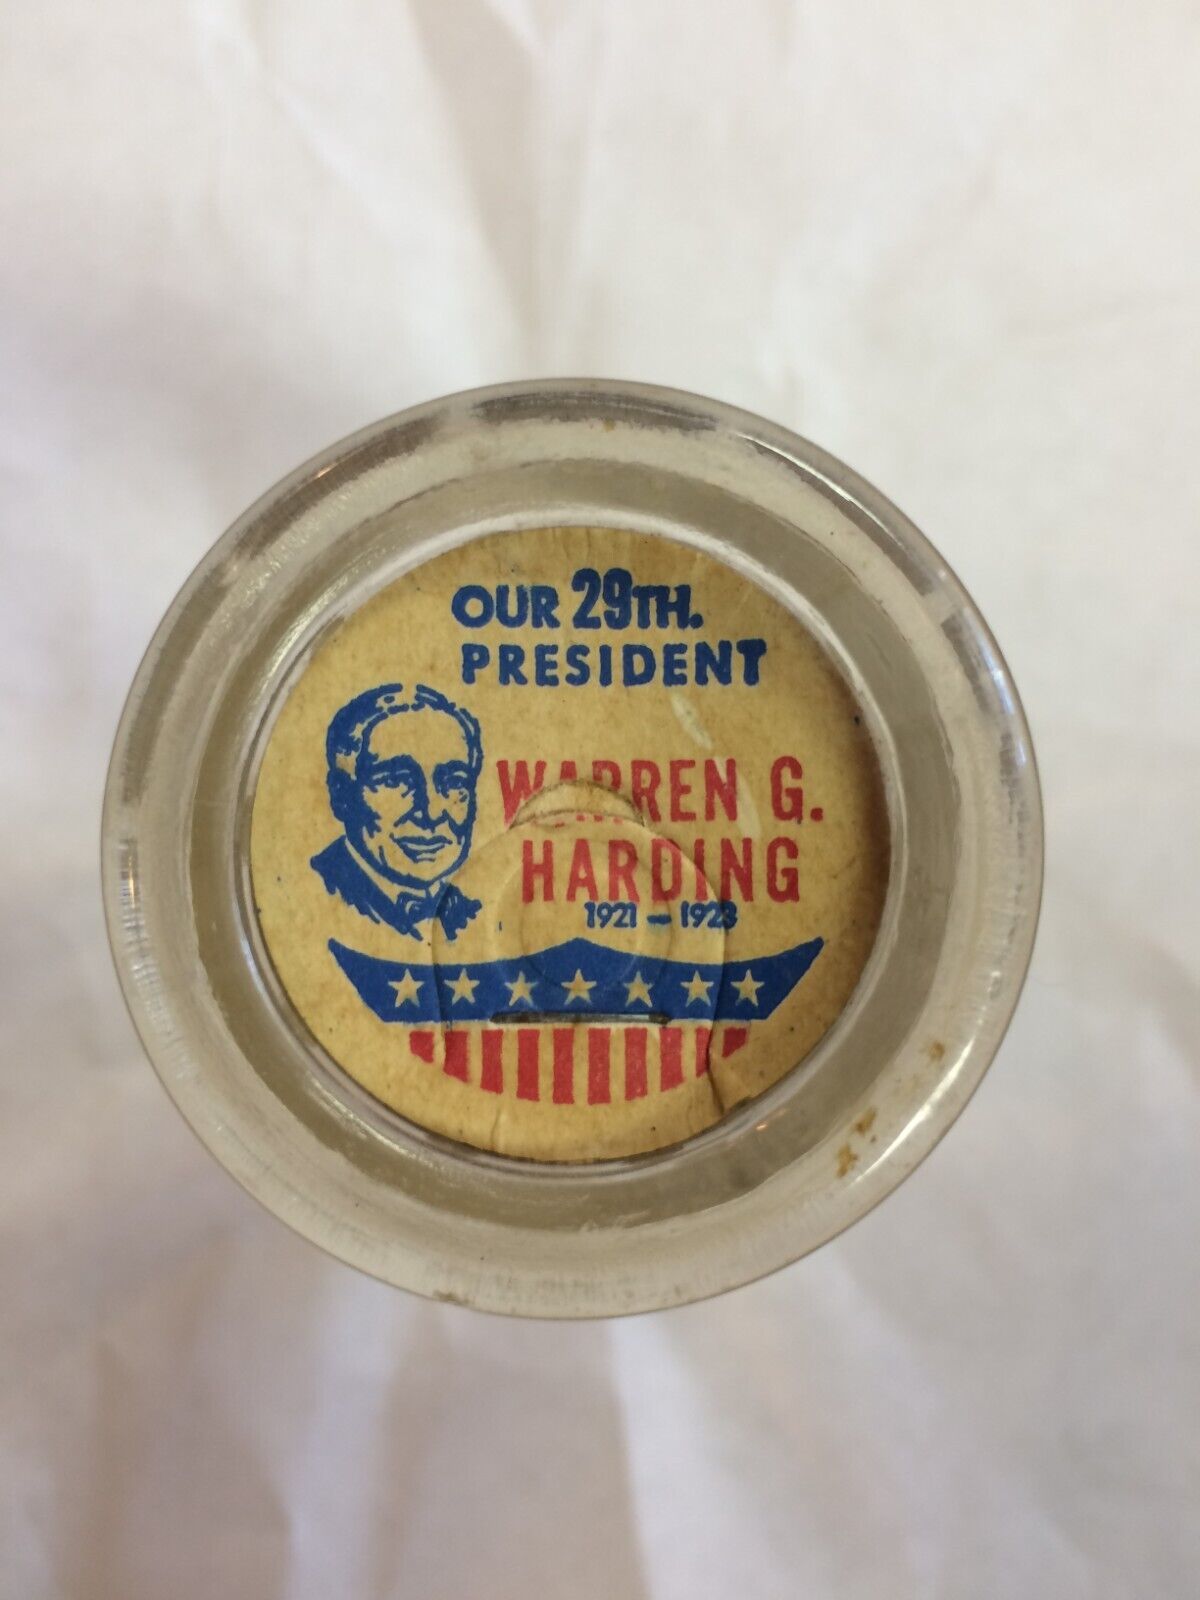 OUR 29TH.
PRESIDENT
WARREN G.
HARDING
1921 — 1923